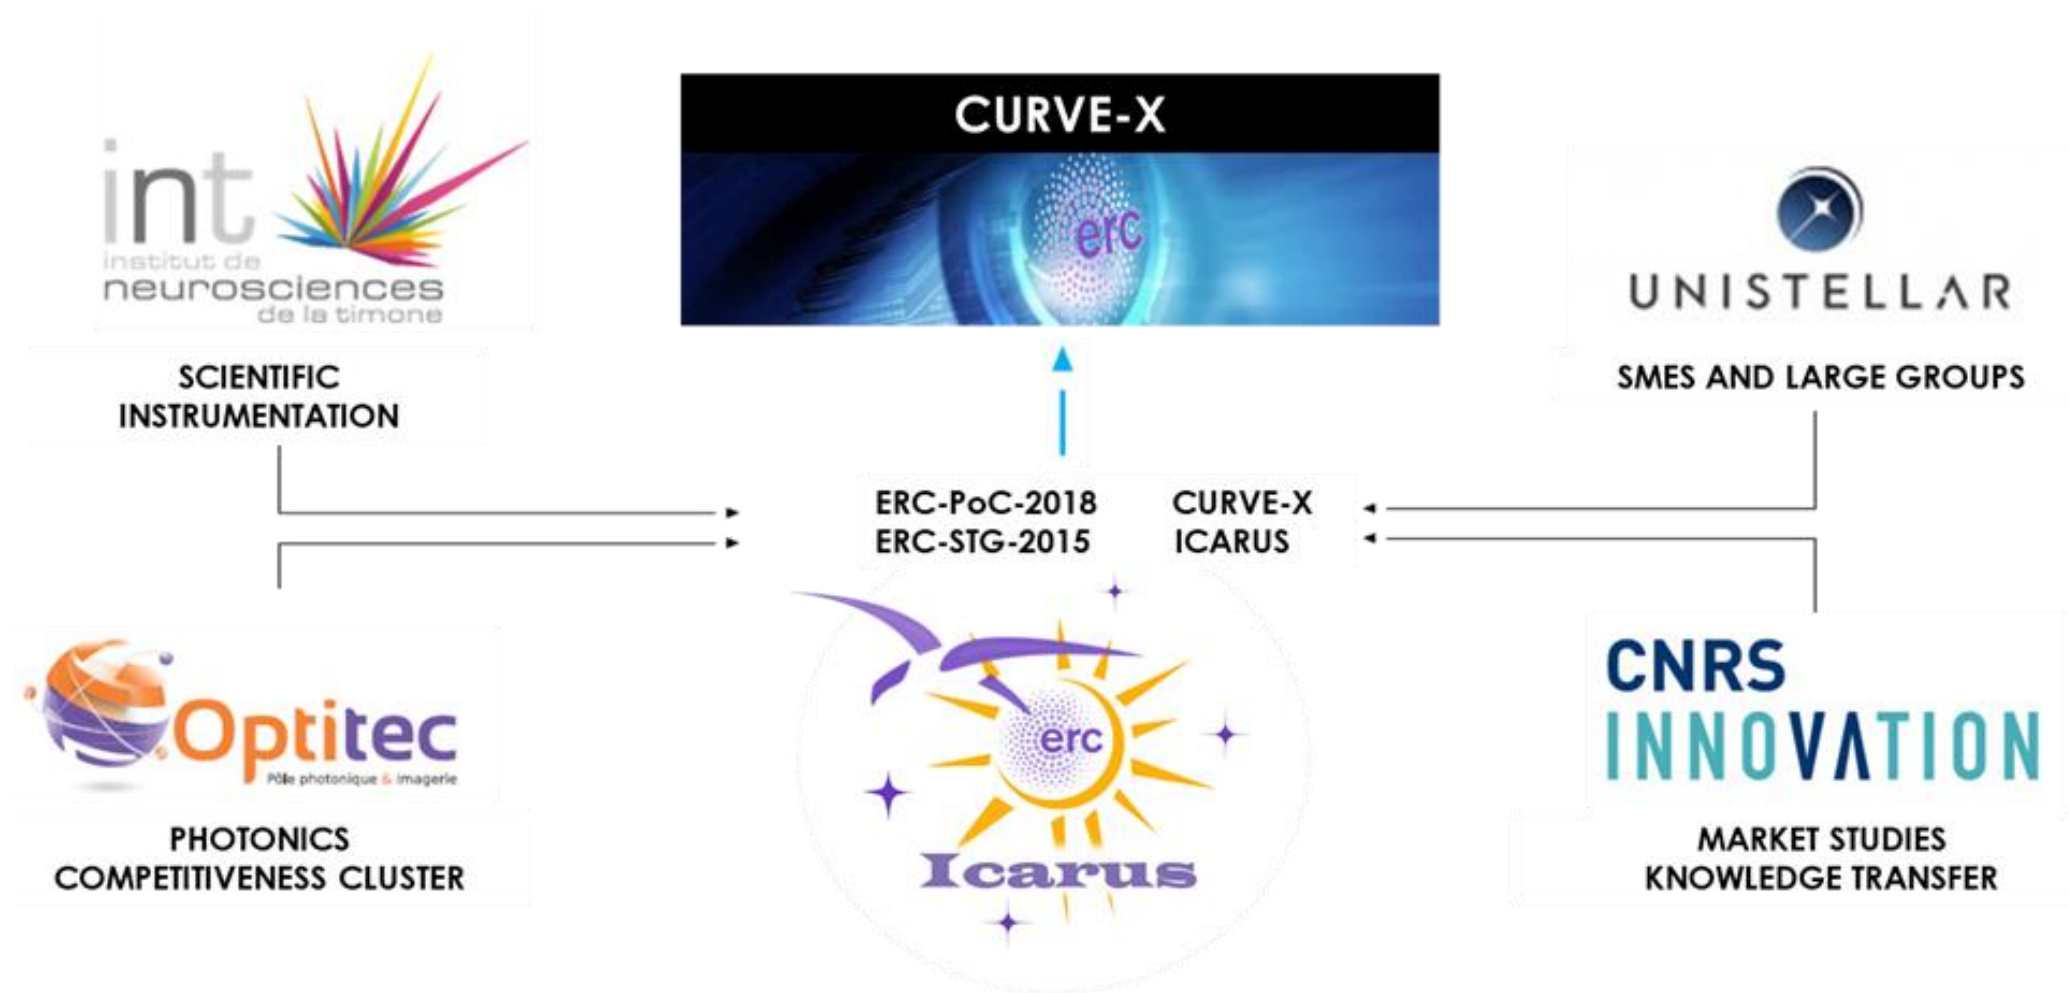 int
institut de
neurosciences
de la timone
SCIENTIFIC
INSTRUMENTATION
CURVE-X
erc
UNISTELLAR
SMES AND LARGE GROUPS
ERC-PoC-2018 CURVE-X
ERC-STG-2015 ICARUS
Optitec
Pôle photonique & Imagerie
PHOTONICS
COMPETITIVENESS CLUSTER
erc
Icarus
CNRS
INNOVATION
MARKET STUDIES
KNOWLEDGE TRANSFER